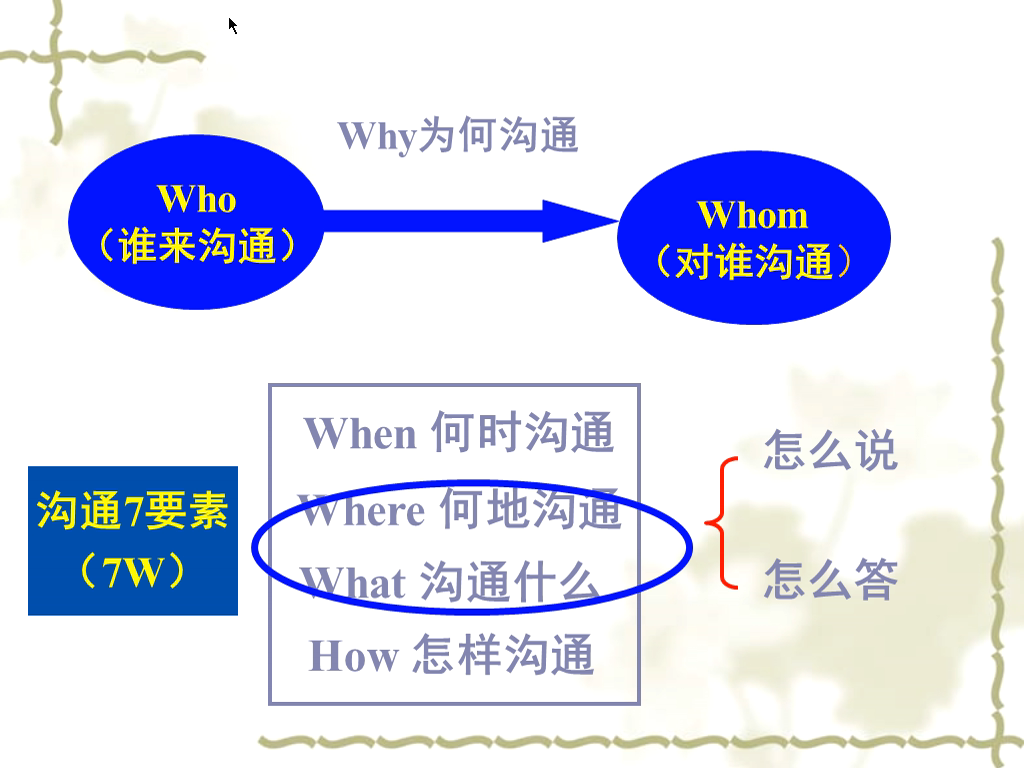 Why为何沟通
Who
（谁来沟通）
Whom
（对谁沟通）
When 何时沟通
Where 何地沟通
What 沟通什么
How 怎样沟通
沟通7要素
（7W）
怎么说
怎么答